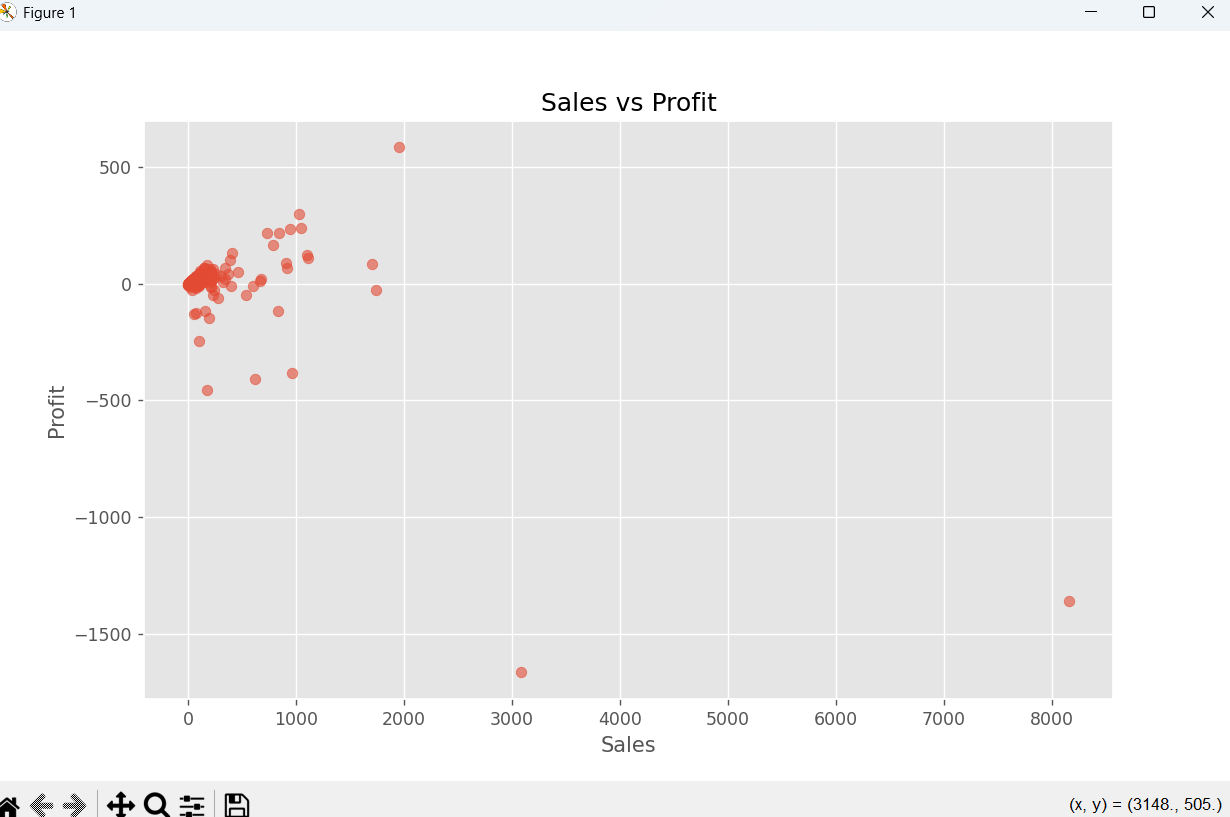 Figure 1
Sales vs Profit
500
0
−500
−1000
−1500
Profit
0 1000 2000 3000 4000 5000 6000 7000 8000
Sales
(x, y) = (3148., 505.)